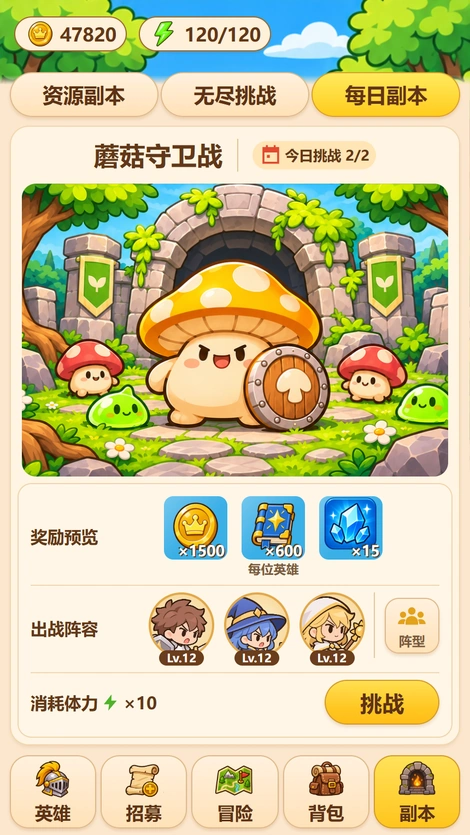 47820
120/120
资源副本
无尽挑战
每日副本
蘑菇守卫战
今日挑战 2/2
奖励预览
×1500
×600
×15
每位英雄
出战阵容
Lv.12
Lv.12
Lv.12
阵型
消耗体力 ×10
挑战
英雄
招募
冒险
背包
副本